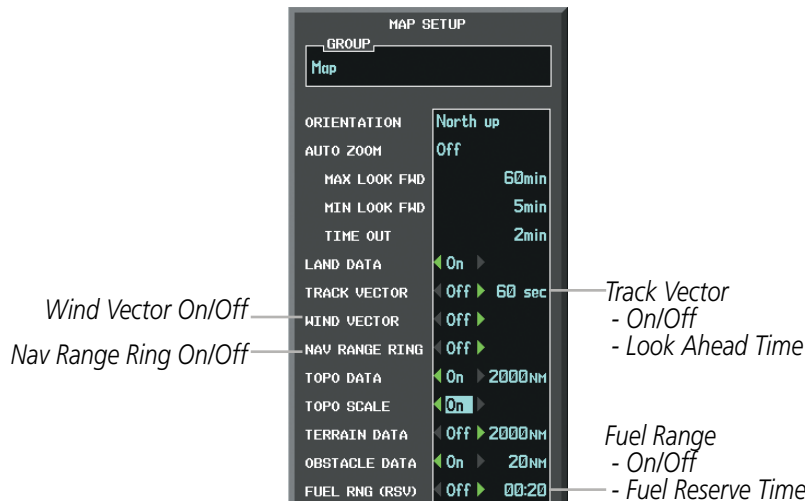 MAP SETUP
GROUP
Map
ORIENTATION North up
AUTO ZOOM Off
MAX LOOK FWD 60min
MIN LOOK FWD 5min
TIME OUT 2min
LAND DATA On
TRACK VECTOR Off 60 sec
WIND VECTOR Off
NAV RANGE RING Off
TOPO DATA On 2000NM
TOPO SCALE On
TERRAIN DATA Off 2000NM
OBSTACLE DATA On 20NM
FUEL RNG (RSV) Off 00:20
Wind Vector On/Off
Nav Range Ring On/Off
Track Vector
- On/Off
- Look Ahead Time
Fuel Range
- On/Off
- Fuel Reserve Time